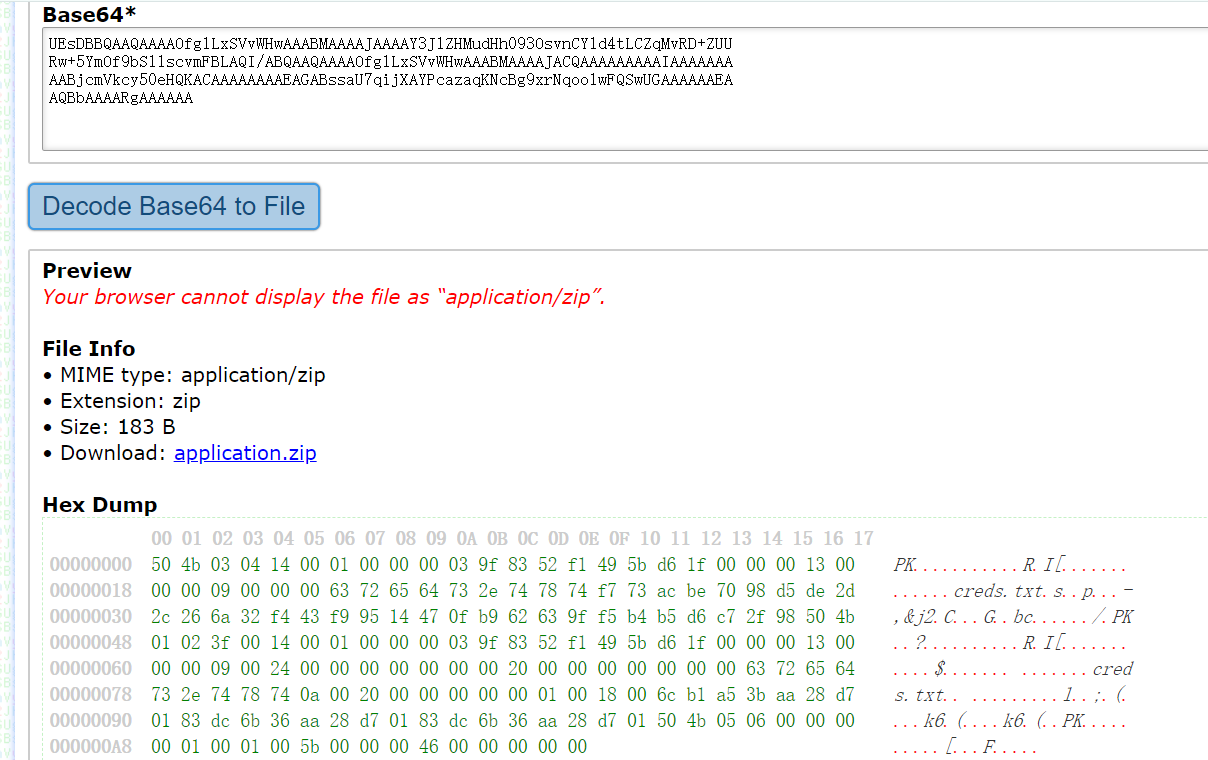 Base64*
UEsDBBQAAQAAAAOfg1LxSVvWHwAAABMAAAAJAAAAY3JlZHMudHh093OsvnCY1d4tLCZqMvRD+ZUU
Rw+5YmOf9bS11scvmFBLAQI/ABQAAQAAAAOfg1LxSVvWHwAAABMAAAAJACQAAAAAAAAAIAAAAAAA
AABjcmVkcy50eHQKACAAAAAAAAEAGABssaU7qijXAYPcazaqKNcBg9xrNqoo1wFQSwUGAAAAAAEA
AQBbAAAARgAAAAAA
Decode Base64 to File
Preview
Your browser cannot display the file as “application/zip”.
File Info
• MIME type: application/zip
• Extension: zip
• Size: 183 B
• Download: application.zip
Hex Dump
00 01 02 03 04 05 06 07 08 09 0A 0B 0C 0D 0E 0F 10 11 12 13 14 15 16 17
00000000 50 4b 03 04 14 00 01 00 00 00 03 9f 83 52 f1 49 5b d6 1f 00 00 00 13 00 PK...........R.I[.......
00000018 00 00 09 00 00 00 63 72 65 64 73 2e 74 78 74 f7 73 ac be 70 98 d5 de 2d ......creds.txt.s..p...-
00000030 2c 26 6a 32 f4 43 f9 95 14 47 0f b9 62 63 9f f5 b4 b5 d6 c7 2f 98 50 4b ,&j2.C...G..bc....../.PK
00000048 01 02 3f 00 14 00 01 00 00 00 03 9f 83 52 f1 49 5b d6 1f 00 00 00 13 00 ..?..........R.I[.......
00000060 00 00 09 00 24 00 00 00 00 00 00 00 20 00 00 00 00 00 00 00 63 72 65 64 ....$....... .......cred
00000078 73 2e 74 78 74 0a 00 20 00 00 00 00 00 01 00 18 00 6c b1 a5 3b aa 28 d7 s.txt.. .........l..;.(.
00000090 01 83 dc 6b 36 aa 28 d7 01 83 dc 6b 36 aa 28 d7 01 50 4b 05 06 00 00 00 ...k6.(....k6.(..PK.....
000000A8 00 01 00 01 00 5b 00 00 00 46 00 00 00 00 00 .....[...F.....